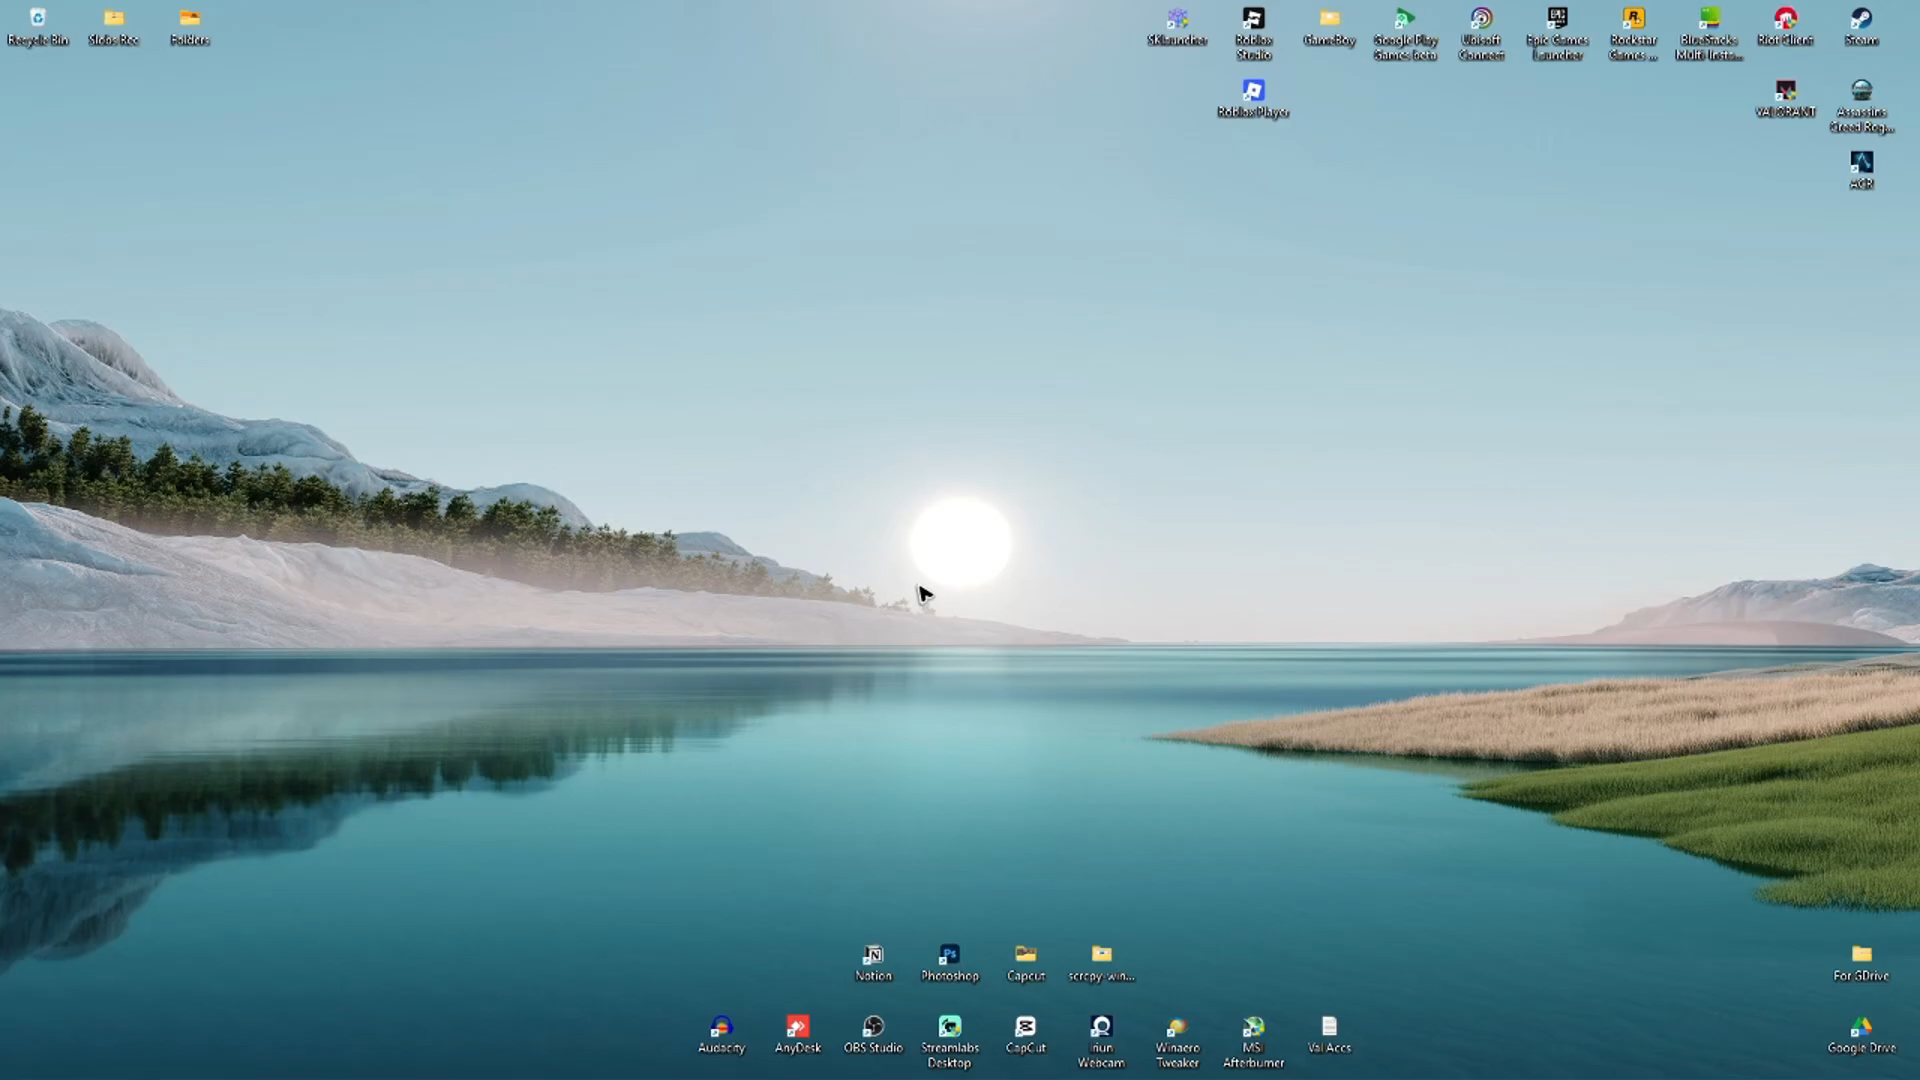 Recycle Bin
Slobs Rec
Folders
SKlauncher
Roblox
Studio
GameBoy
Google Play
Games beta
Ubisoft
Connect
Epic Games
Launcher
Rockstar
Games ...
BlueStacks
Multi-Insta...
Riot Client
Steam
Roblox Player
VALORANT
Assassins
Creed Rog...
ACR
Notion
Photoshop
Capcut
scrcpy-win...
For GDrive
Audacity
AnyDesk
OBS Studio
Streamlabs
Desktop
CapCut
Iriun
Webcam
Winaero
Tweaker
MSI
Afterburner
Val Accs
Google Drive